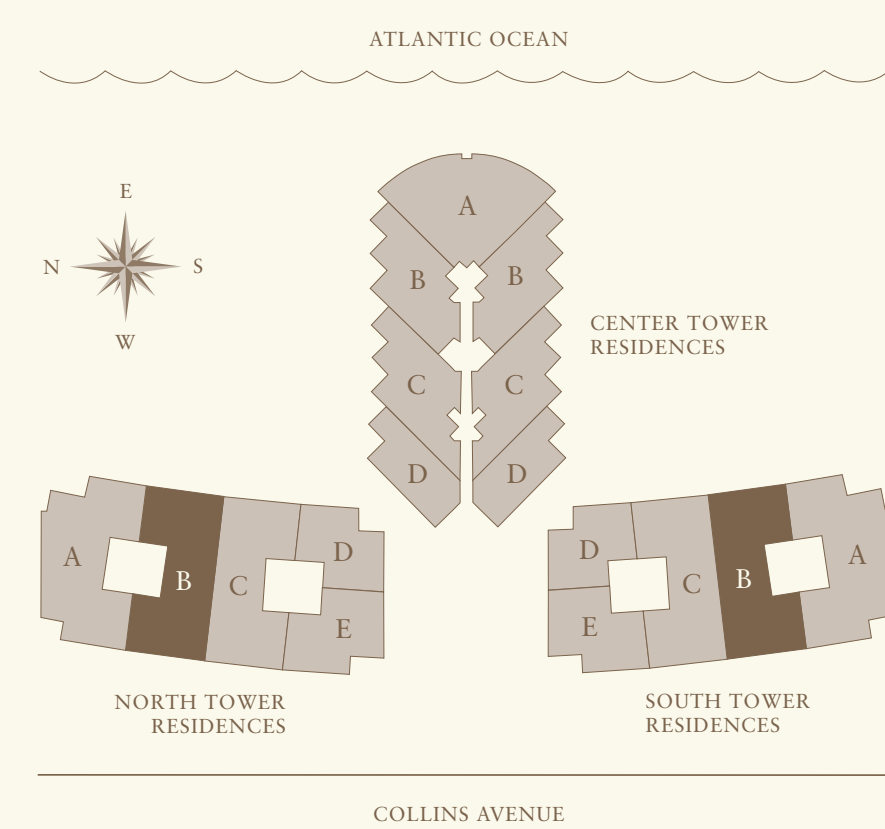 ATLANTIC OCEAN
E
N
S
W
A
B
B
CENTER TOWER
RESIDENCES
C
C
D
D
A
B
C
D
E
D
E
C
B
A
NORTH TOWER
RESIDENCES
SOUTH TOWER
RESIDENCES
COLLINS AVENUE